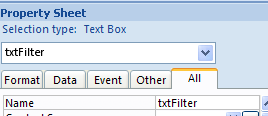 Property Sheet
Selection type: Text Box
txtFilter
Format Data Event Other All
Name txtFilter